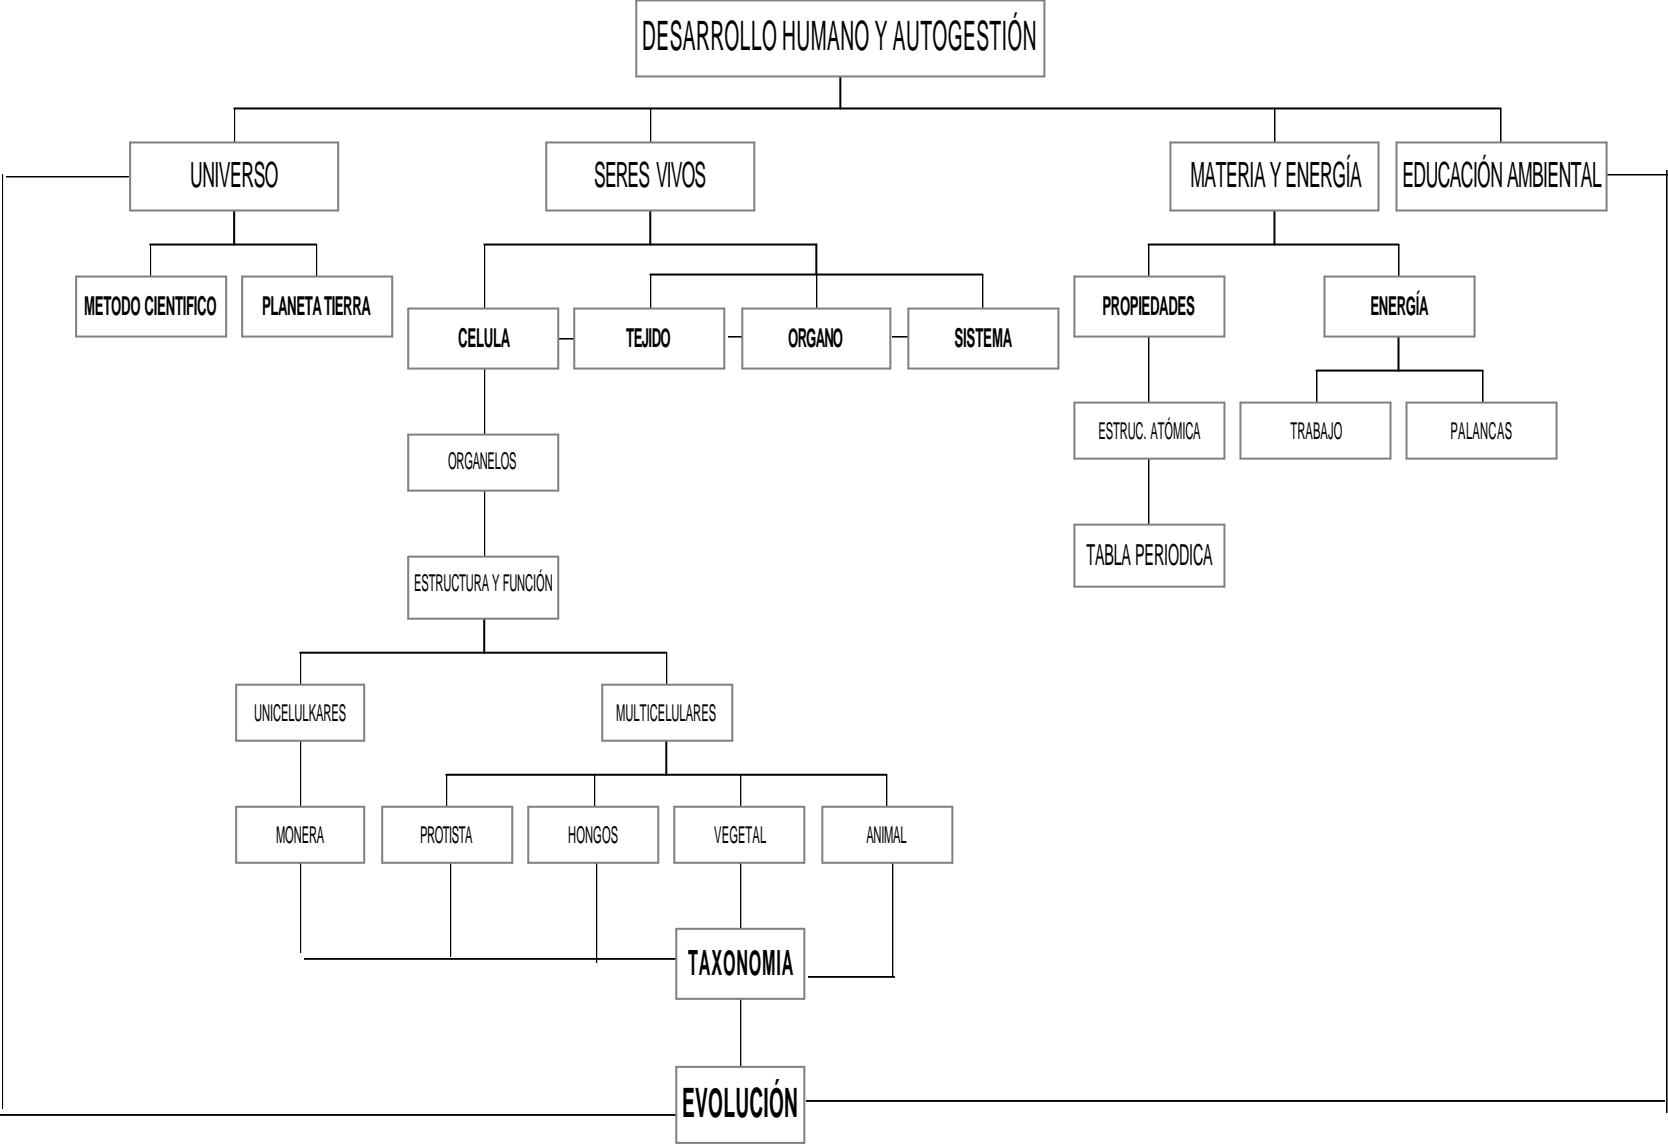 DESARROLLO HUMANO Y AUTOGESTIÓN
UNIVERSO
SERES VIVOS
MATERIA Y ENERGÍA
EDUCACIÓN AMBIENTAL
METODO CIENTIFICO
PLANETA TIERRA
PROPIEDADES
ENERGÍA
CELULA
TEJIDO
ORGANO
SISTEMA
ESTRUC. ATÓMICA
TRABAJO
PALANCAS
ORGANELOS
TABLA PERIODICA
ESTRUCTURA Y FUNCIÓN
UNICELULKARES
MULTICELULARES
MONERA
PROTISTA
HONGOS
VEGETAL
ANIMAL
TAXONOMIA
EVOLUCIÓN